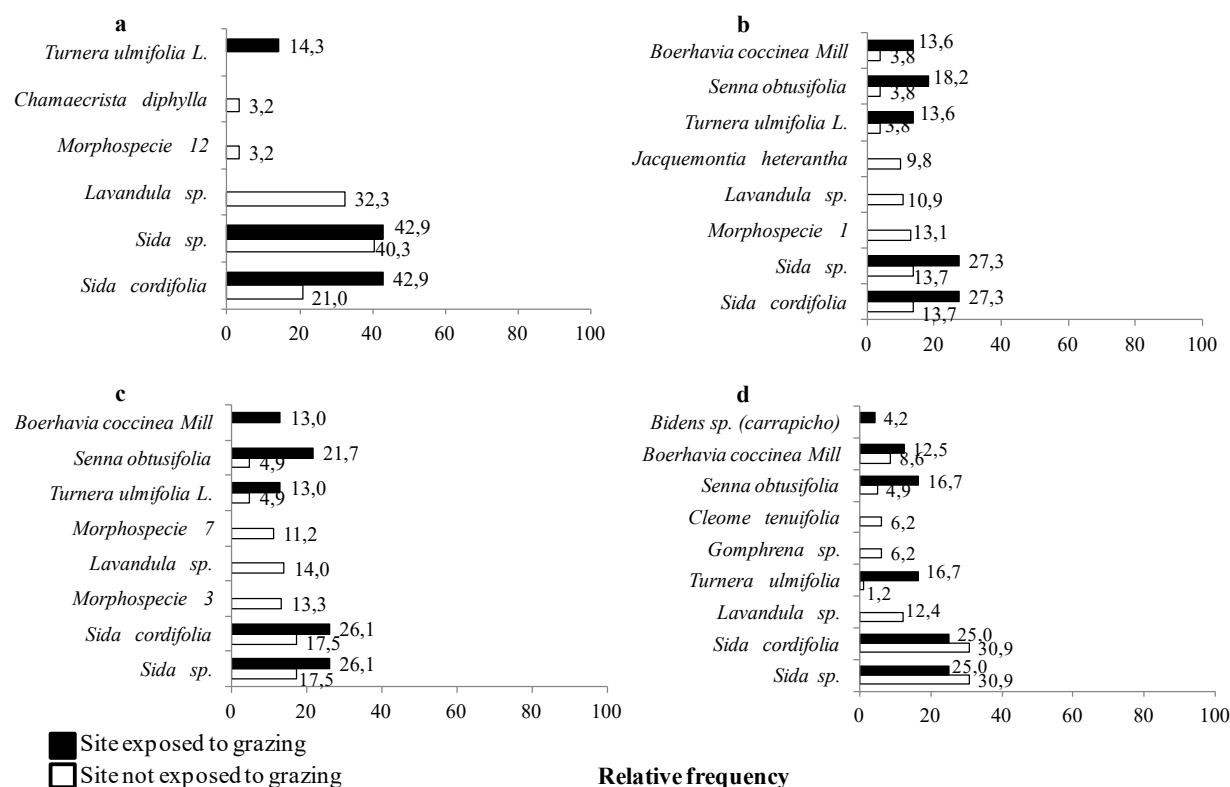 a
Turnera ulmifolia L.
14,3
Chamaecrista diphylla
3,2
Morphospecie 12
3,2
Lavandula sp.
32,3
Sida sp.
42,9
40,3
Sida cordifolia
42,9
21,0
0 20 40 60 80 100
b
Boerhavia coccinea Mill
13,6
3,8
Senna obtusifolia
18,2
3,8
Turnera ulmifolia L.
13,6
3,8
Jacquemontia heterantha
9,8
Lavandula sp.
10,9
Morphospecie 1
13,1
Sida sp.
27,3
13,7
Sida cordifolia
27,3
13,7
0 20 40 60 80 100
c
Boerhavia coccinea Mill
13,0
Senna obtusifolia
21,7
4,9
Turnera ulmifolia L.
13,0
4,9
Morphospecie 7
11,2
Lavandula sp.
14,0
Morphospecie 3
13,3
Sida cordifolia
26,1
17,5
Sida sp.
26,1
17,5
0 20 40 60 80 100
d
Bidens sp. (carrapicho)
4,2
Boerhavia coccinea Mill
12,5
8,6
Senna obtusifolia
16,7
4,9
Cleome tenuifolia
6,2
Gomphrena sp.
6,2
Turnera ulmifolia
16,7
1,2
Lavandula sp.
12,4
Sida cordifolia
25,0
30,9
Sida sp.
25,0
30,9
0 20 40 60 80 100
Site exposed to grazing
Site not exposed to grazing
Relative frequency